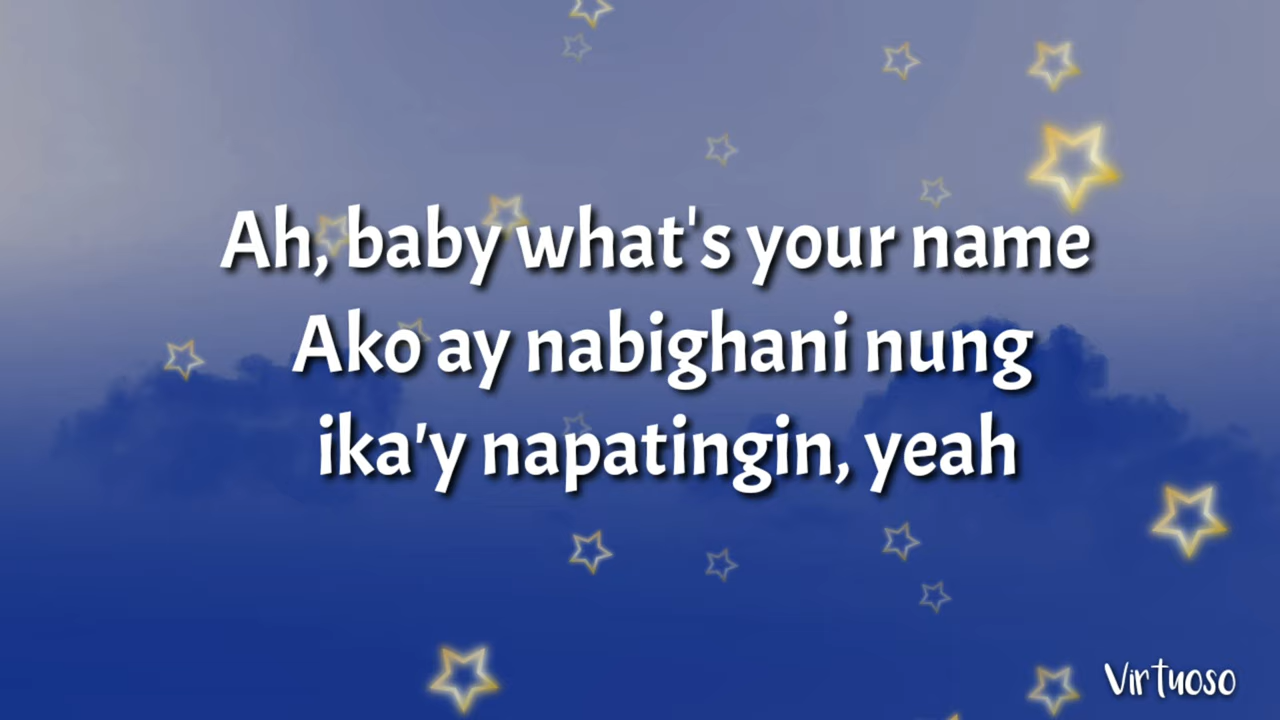 Ah, baby what's your name
Ako ay nabighani nung
ika'y napatingin, yeah
Virtuoso